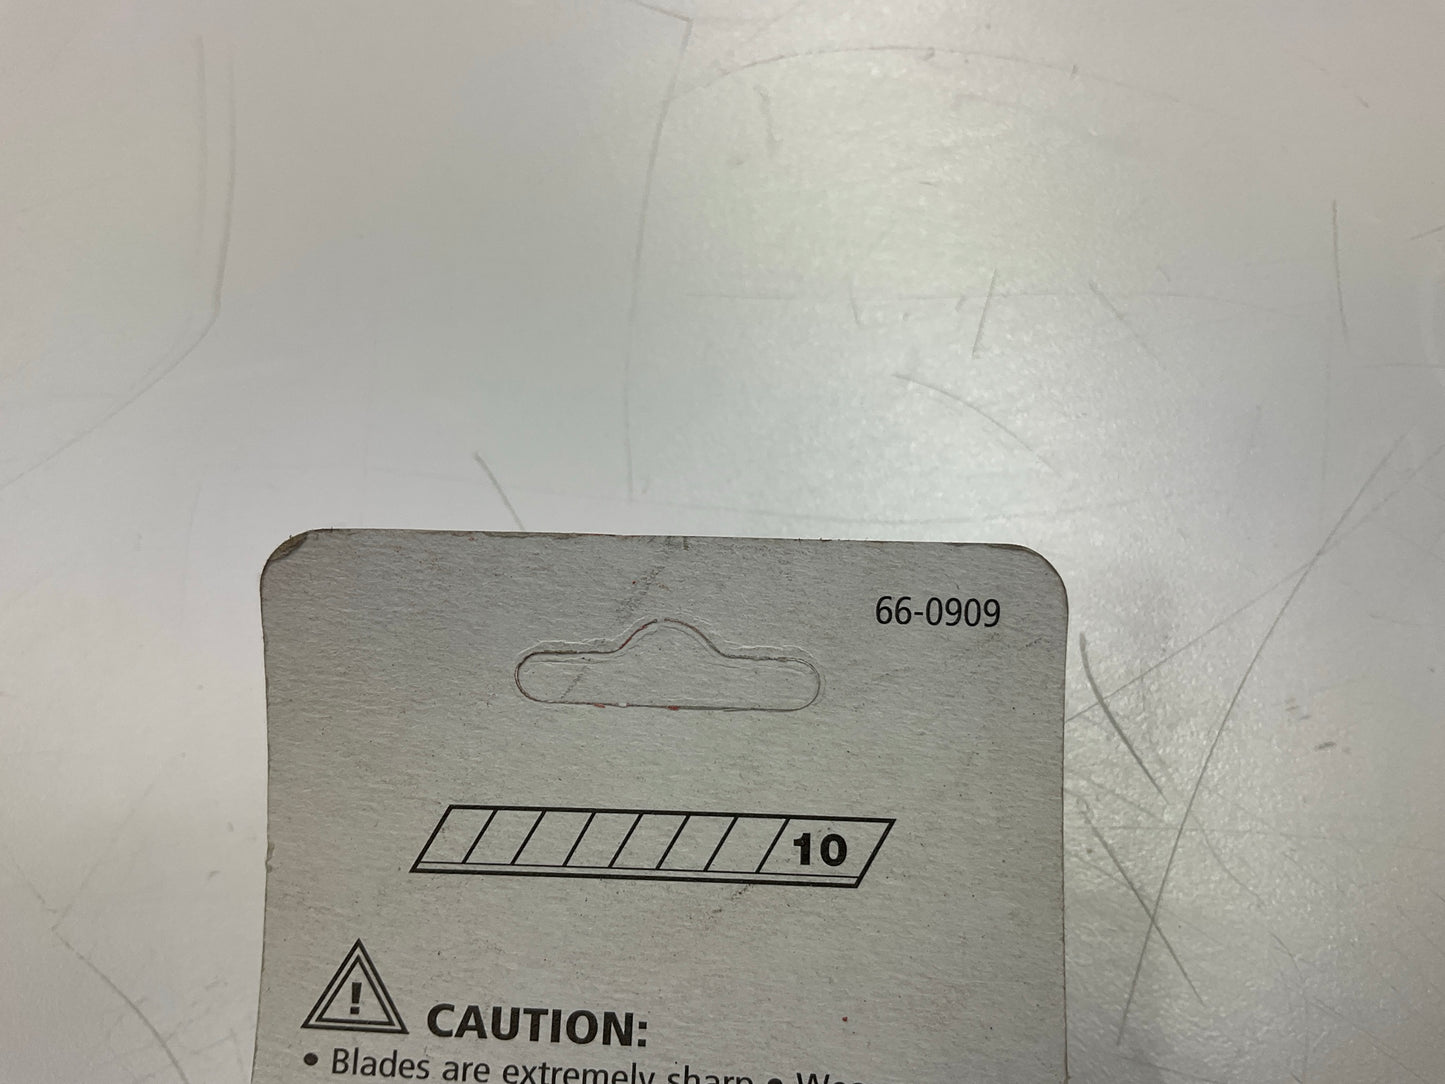 66-0909
10
!
CAUTION:
• Blades are extremely sharp •